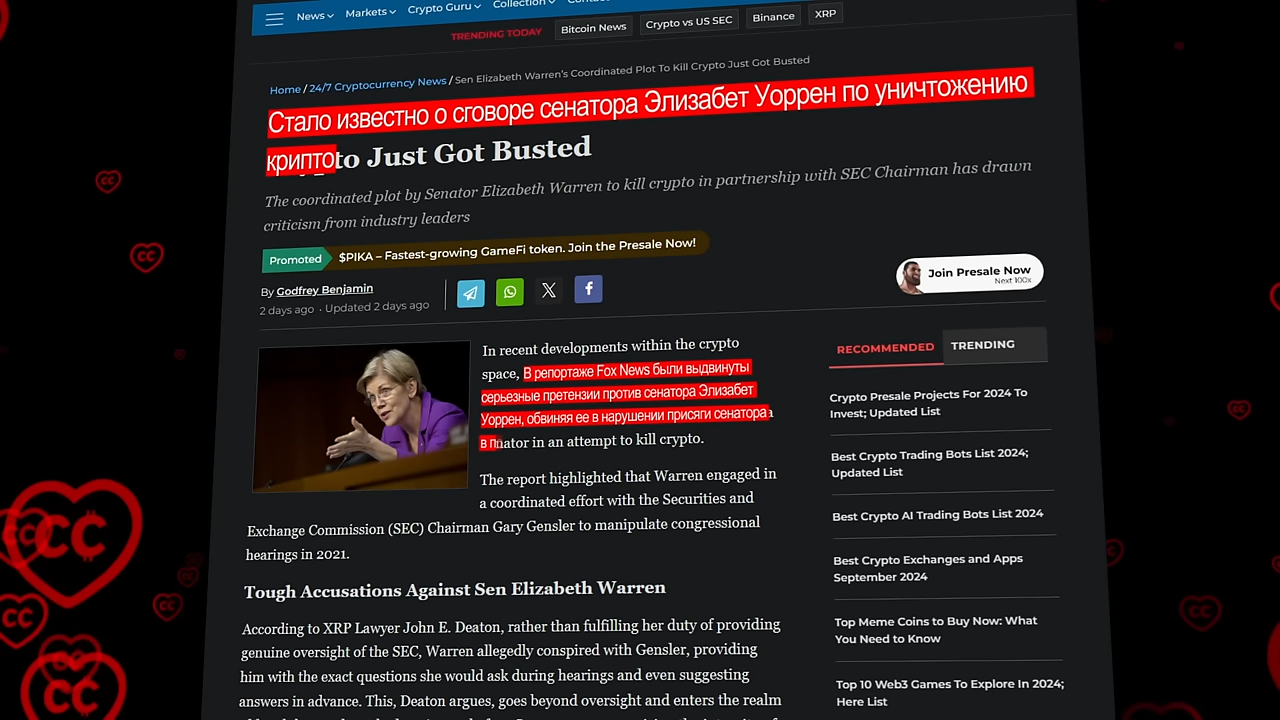 News
Markets
Crypto Guru
Collection
TRENDING TODAY
Bitcoin News
Crypto vs US SEC
Binance
XRP
Home / 24/7 Cryptocurrency News / Sen Elizabeth Warren's Coordinated Plot To Kill Crypto Just Got Busted
Стало известно о сговоре сенатора Элизабет Уоррен по уничтожению
крипто to Just Got Busted
The coordinated plot by Senator Elizabeth Warren to kill crypto in partnership with SEC Chairman has drawn
criticism from industry leaders
Promoted
$PIKA – Fastest-growing GameFi token. Join the Presale Now!
By Godfrey Benjamin
2 days ago · Updated 2 days ago
Join Presale Now
Next 100x
In recent developments within the crypto
space, В репортаже Fox News были выдвинуты
серьезные претензии против сенатора Элизабет
Уоррен, обвиняя ее в нарушении присяги сенатора
в п nator in an attempt to kill crypto.
The report highlighted that Warren engaged in
a coordinated effort with the Securities and
Exchange Commission (SEC) Chairman Gary Gensler to manipulate congressional
hearings in 2021.
Tough Accusations Against Sen Elizabeth Warren
According to XRP Lawyer John E. Deaton, rather than fulfilling her duty of providing
genuine oversight of the SEC, Warren allegedly conspired with Gensler, providing
him with the exact questions she would ask during hearings and even suggesting
answers in advance. This, Deaton argues, goes beyond oversight and enters the realm
RECOMMENDED
TRENDING
Crypto Presale Projects For 2024 To
Invest; Updated List
Best Crypto Trading Bots List 2024;
Updated List
Best Crypto AI Trading Bots List 2024
Best Crypto Exchanges and Apps
September 2024
Top Meme Coins to Buy Now: What
You Need to Know
Top 10 Web3 Games To Explore In 2024;
Here List